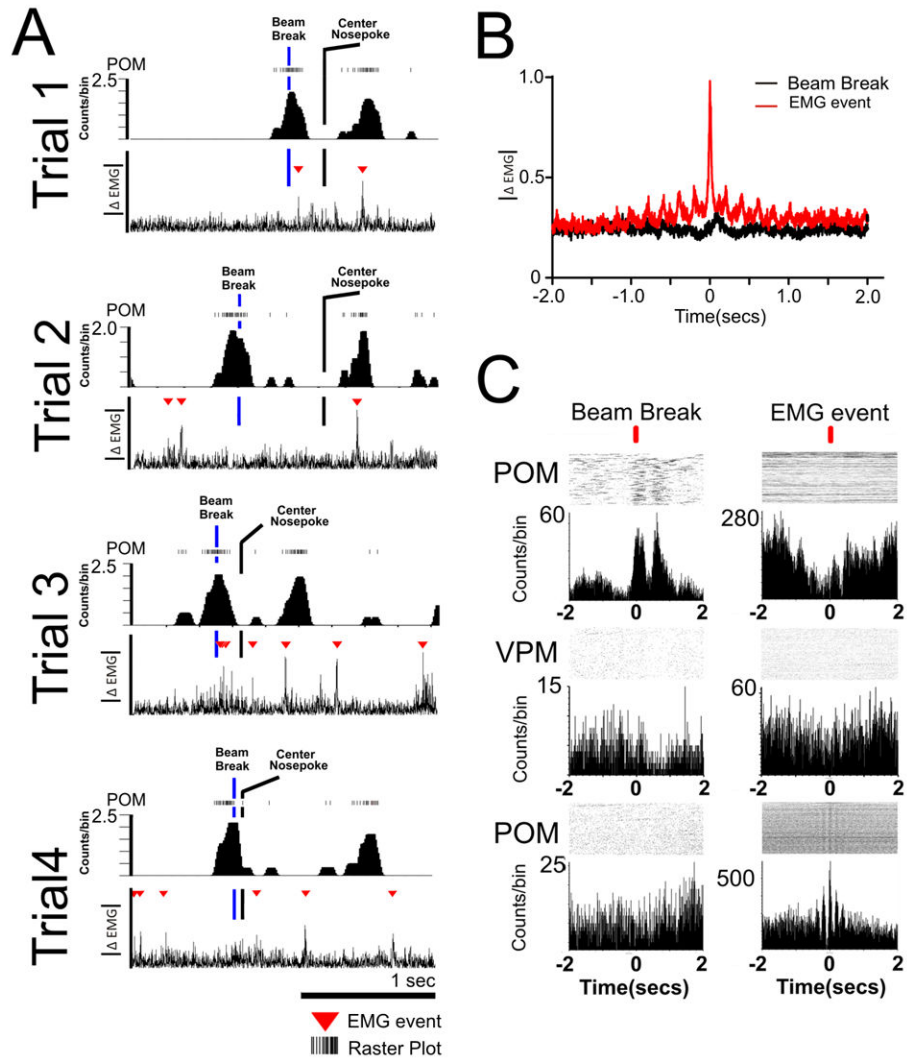 A
Trial 1
Beam
Break
Center
Nosepoke
POM
2.5
Counts/bin
|Δ EMG|
Trial 2
Beam
Break
Center
Nosepoke
POM
2.0
Counts/bin
|Δ EMG|
Trial 3
Beam
Break
Center
Nosepoke
POM
2.5
Counts/bin
|Δ EMG|
Trial4
Beam
Break
Center
Nosepoke
POM
2.5
Counts/bin
|Δ EMG|
1 sec
EMG event
Raster Plot
B
Beam Break
EMG event
1.0
0.5
0
|Δ EMG|
-2.0 -1.0 0 1.0 2.0
Time(secs)
C
Beam Break EMG event
POM
60 280
Counts/bin
-2 0 2 -2 0 2
VPM
15 60
Counts/bin
-2 0 2 -2 0 2
POM
25 500
Counts/bin
-2 0 2 -2 0 2
Time(secs) Time(secs)